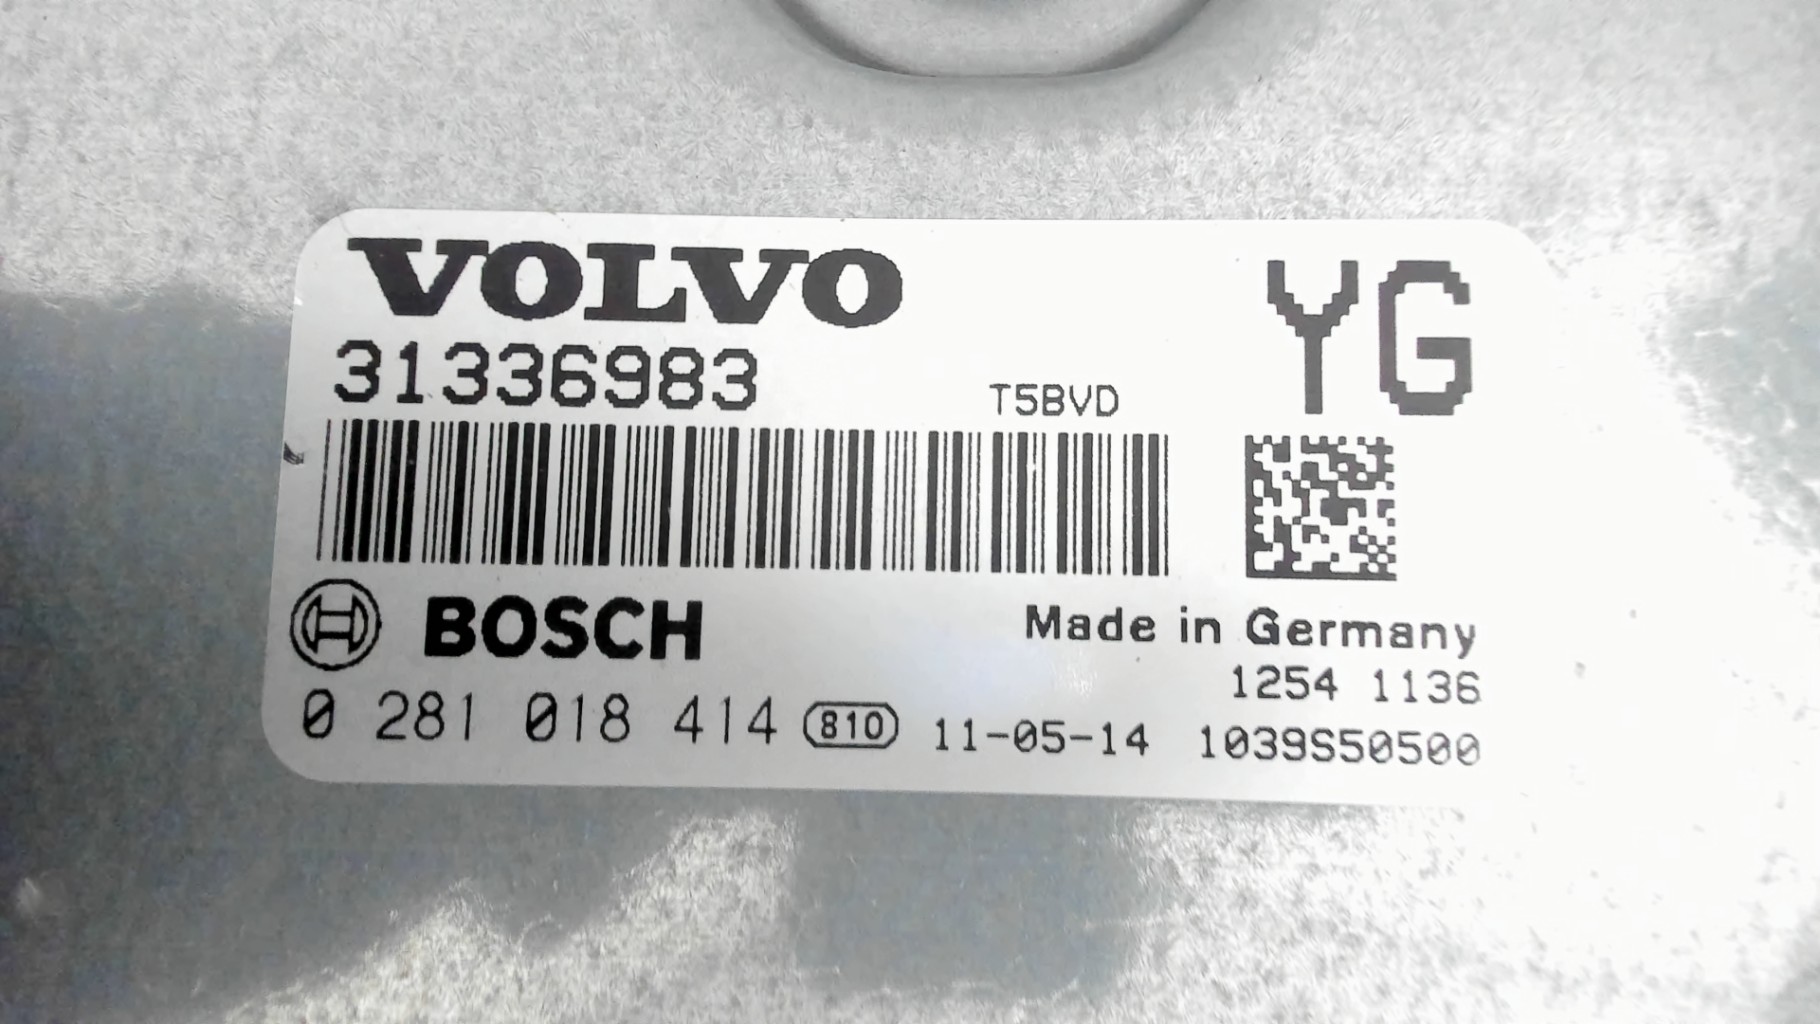 VOLVO
YG
31336983
T5BVD
BOSCH
Made in Germany
1254 1136
0 281 018 414 810 11-05-14 1039S50500